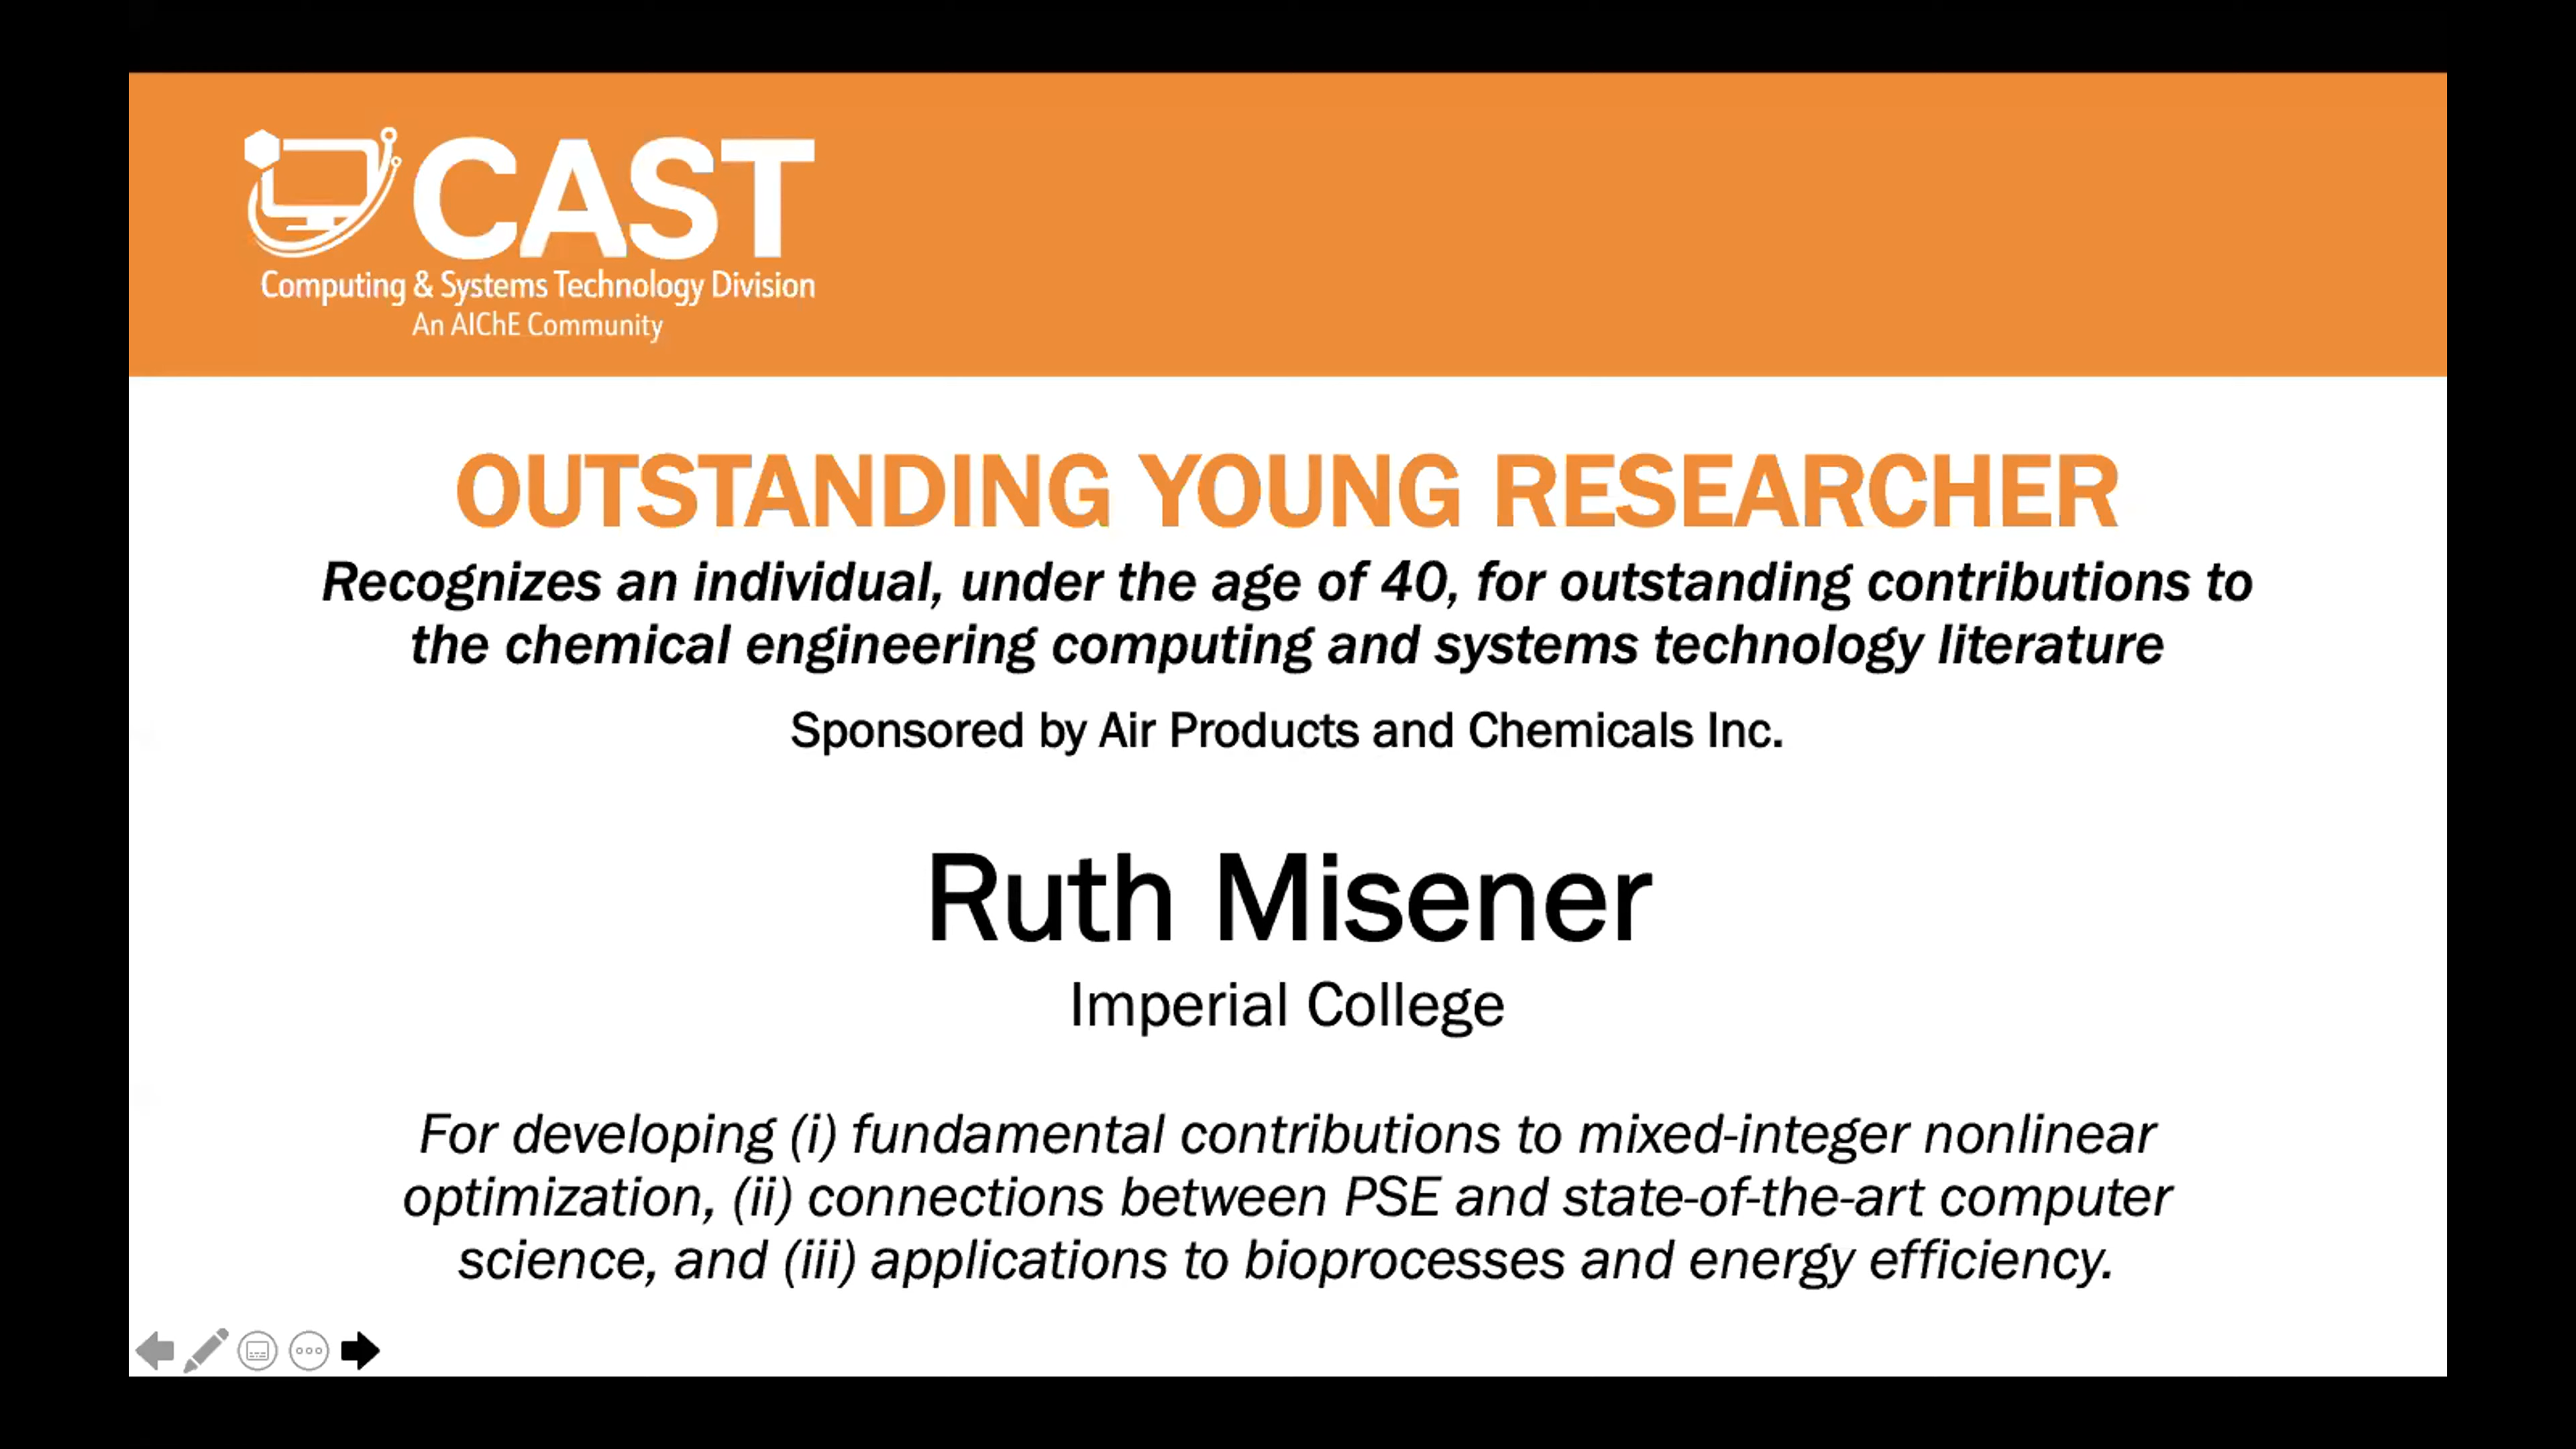 CAST
Computing & Systems Technology Division
An AIChE Community
OUTSTANDING YOUNG RESEARCHER
Recognizes an individual, under the age of 40, for outstanding contributions to
the chemical engineering computing and systems technology literature
Sponsored by Air Products and Chemicals Inc.
Ruth Misener
Imperial College
For developing (i) fundamental contributions to mixed-integer nonlinear
optimization, (ii) connections between PSE and state-of-the-art computer
science, and (iii) applications to bioprocesses and energy efficiency.